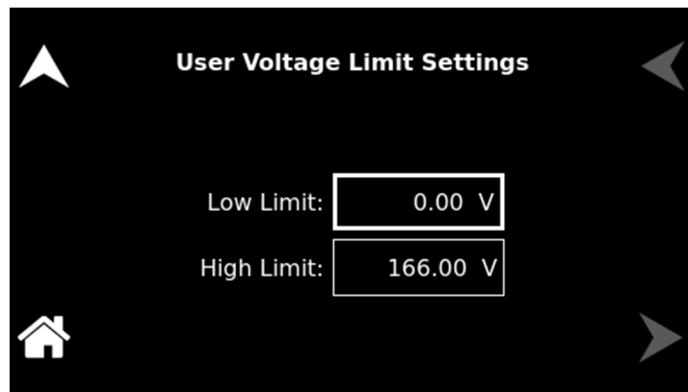 User Voltage Limit Settings
Low Limit: 0.00 V
High Limit: 166.00 V